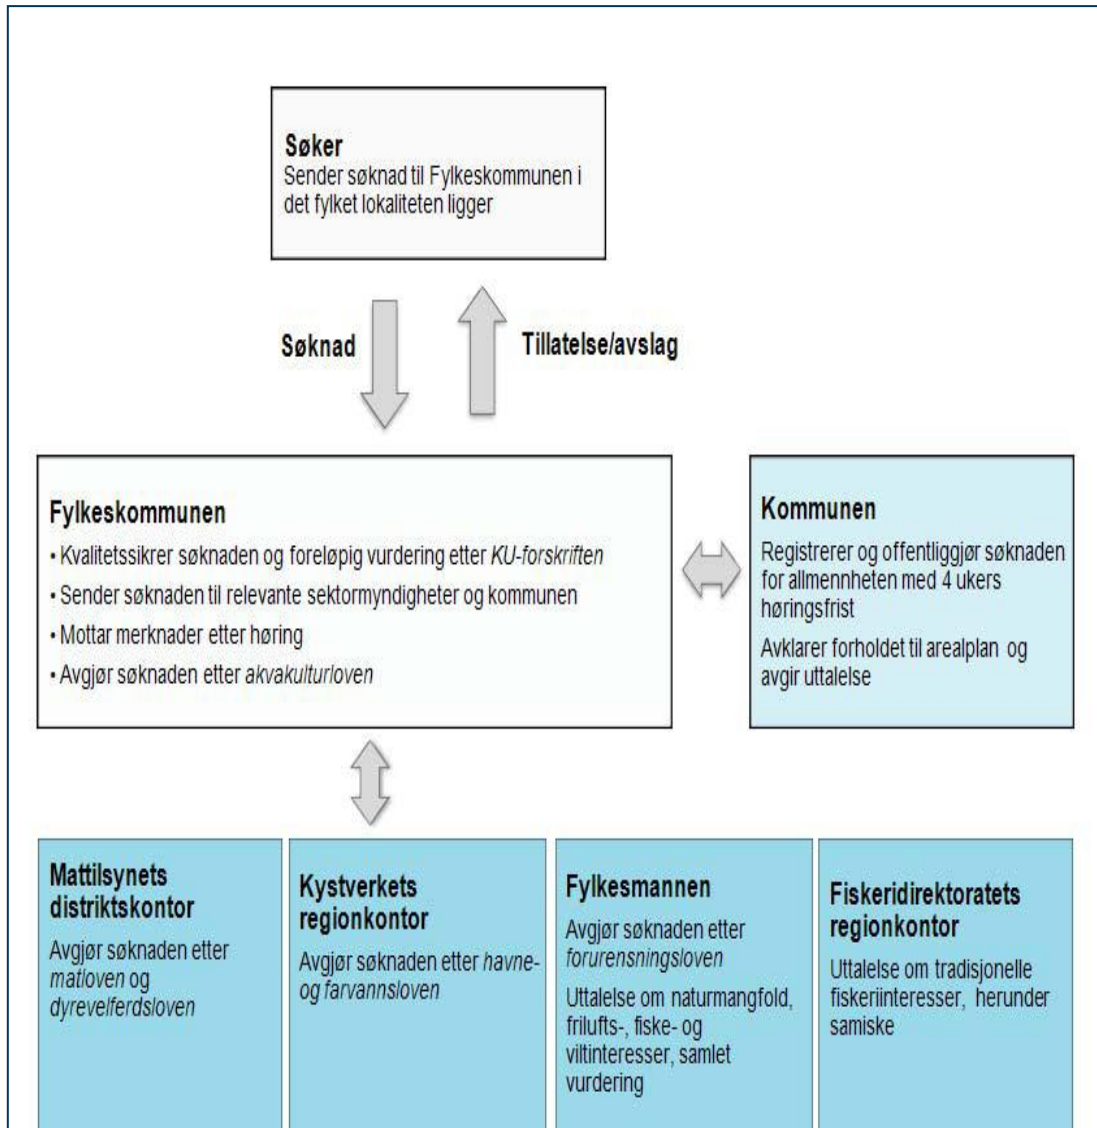 Søker
Sender søknad til Fylkeskommunen i
det fylket lokaliteten ligger
Søknad
Tillatelse/avslag
Fylkeskommunen
• Kvalitetssikrer søknaden og foreløpig vurdering etter KU-forskriften
• Sender søknaden til relevante sektormyndigheter og kommunen
• Mottar merknader etter høring
• Avgjør søknaden etter akvakulturloven
Kommunen
Registrerer og offentliggjør søknaden
for allmennheten med 4 ukers
høringsfrist
Avklarer forholdet til arealplan og
avgir uttalelse
Mattilsynets
distriktskontor
Avgjør søknaden etter
matloven og
dyrevelferdsloven
Kystverkets
regionkontor
Avgjør søknaden etter havne-
og farvannsloven
Fylkesmannen
Avgjør søknaden etter
forurensningsloven
Uttalelse om naturmangfold,
frilufts-, fiske- og
viltinteresser, samlet
vurdering
Fiskeridirektoratets
regionkontor
Uttalelse om tradisjonelle
fiskeriinteresser, herunder
samiske